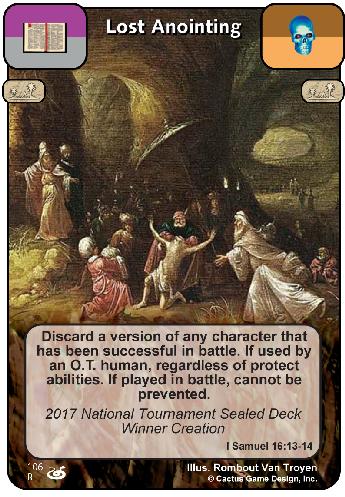 Lost Anointing
Discard a version of any character that
has been successful in battle. If used by
an O.T. human, regardless of protect
abilities. If played in battle, cannot be
prevented.
2017 National Tournament Sealed Deck
Winner Creation
I Samuel 16:13-14
106
R
Illus. Rombout Van Troyen
© Cactus Game Design, Inc.